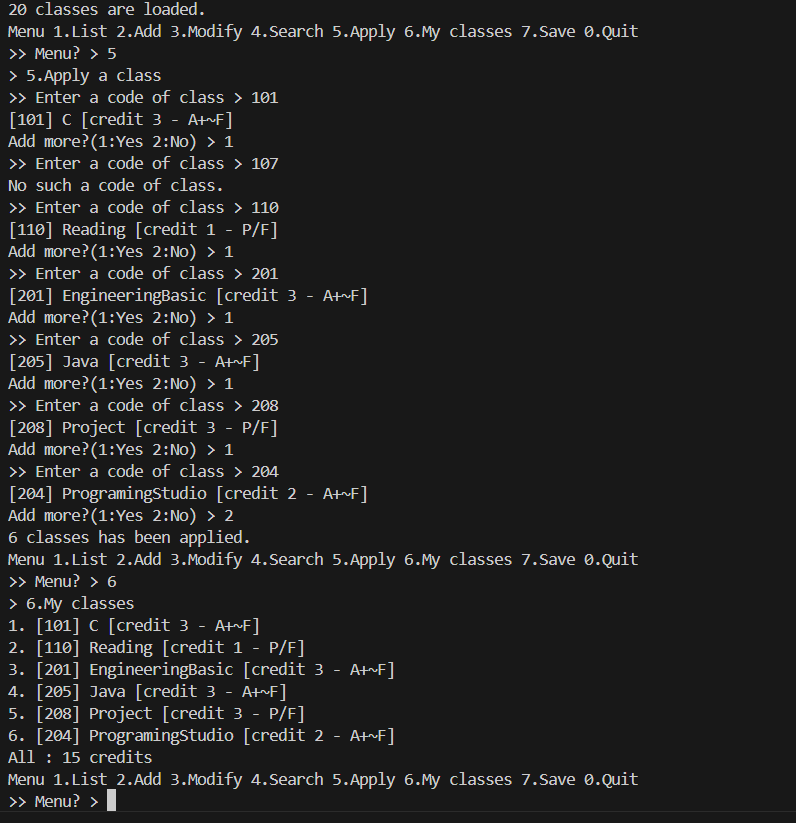 20 classes are loaded.
Menu 1.List 2.Add 3.Modify 4.Search 5.Apply 6.My classes 7.Save 0.Quit
>> Menu? > 5
> 5.Apply a class
>> Enter a code of class > 101
[101] C [credit 3 - A+~F]
Add more?(1:Yes 2:No) > 1
>> Enter a code of class > 107
No such a code of class.
>> Enter a code of class > 110
[110] Reading [credit 1 - P/F]
Add more?(1:Yes 2:No) > 1
>> Enter a code of class > 201
[201] EngineeringBasic [credit 3 - A+~F]
Add more?(1:Yes 2:No) > 1
>> Enter a code of class > 205
[205] Java [credit 3 - A+~F]
Add more?(1:Yes 2:No) > 1
>> Enter a code of class > 208
[208] Project [credit 3 - P/F]
Add more?(1:Yes 2:No) > 1
>> Enter a code of class > 204
[204] ProgramingStudio [credit 2 - A+~F]
Add more?(1:Yes 2:No) > 2
6 classes has been applied.
Menu 1.List 2.Add 3.Modify 4.Search 5.Apply 6.My classes 7.Save 0.Quit
>> Menu? > 6
> 6.My classes
1. [101] C [credit 3 - A+~F]
2. [110] Reading [credit 1 - P/F]
3. [201] EngineeringBasic [credit 3 - A+~F]
4. [205] Java [credit 3 - A+~F]
5. [208] Project [credit 3 - P/F]
6. [204] ProgramingStudio [credit 2 - A+~F]
All : 15 credits
Menu 1.List 2.Add 3.Modify 4.Search 5.Apply 6.My classes 7.Save 0.Quit
>> Menu? >